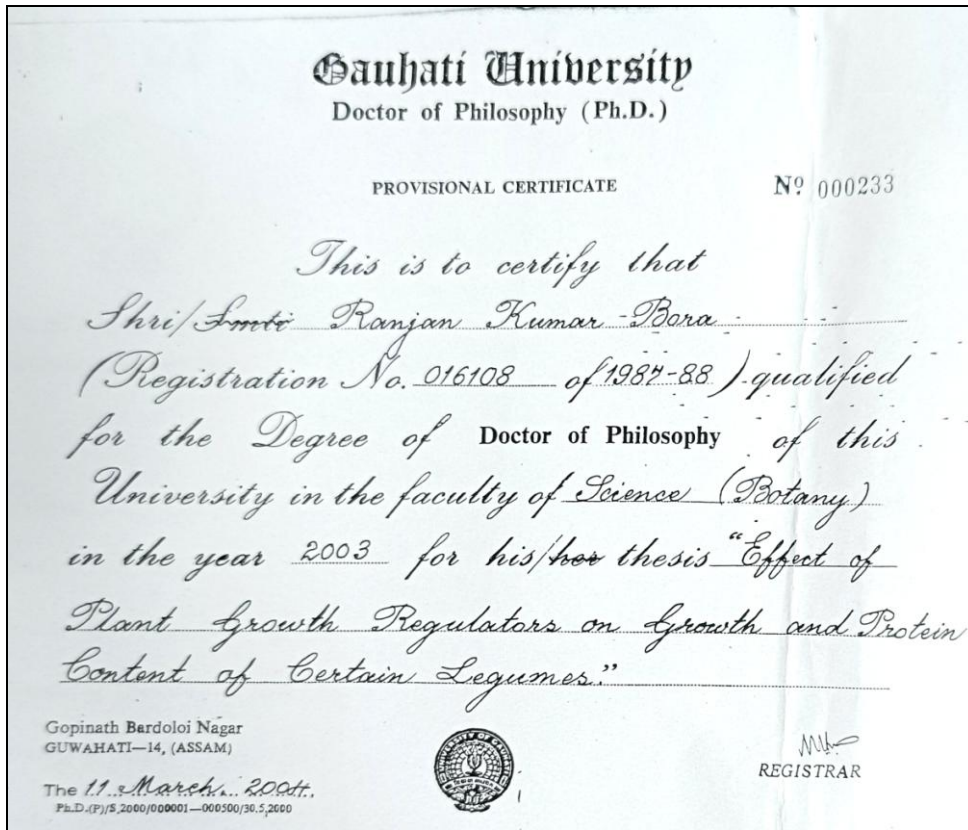 Gauhati University
Doctor of Philosophy (Ph.D.)
PROVISIONAL CERTIFICATE
Nº 000233
This is to certify that
Shri/Smti Ranjan Kumar Bora
(Registration No. 016108 of 1987-88) qualified
for the Degree of Doctor of Philosophy of this
University in the faculty of Science (Botany)
in the year 2003 for his/her thesis "Effect of
Plant Growth Regulators on Growth and Protein
Content of Certain Legumes."
Gopinath Bardoloi Nagar
GUWAHATI—14, (ASSAM)
The 11 March, 2004.
Ph.D.(P)/S,2000/000001—000500/30.5,2000
REGISTRAR